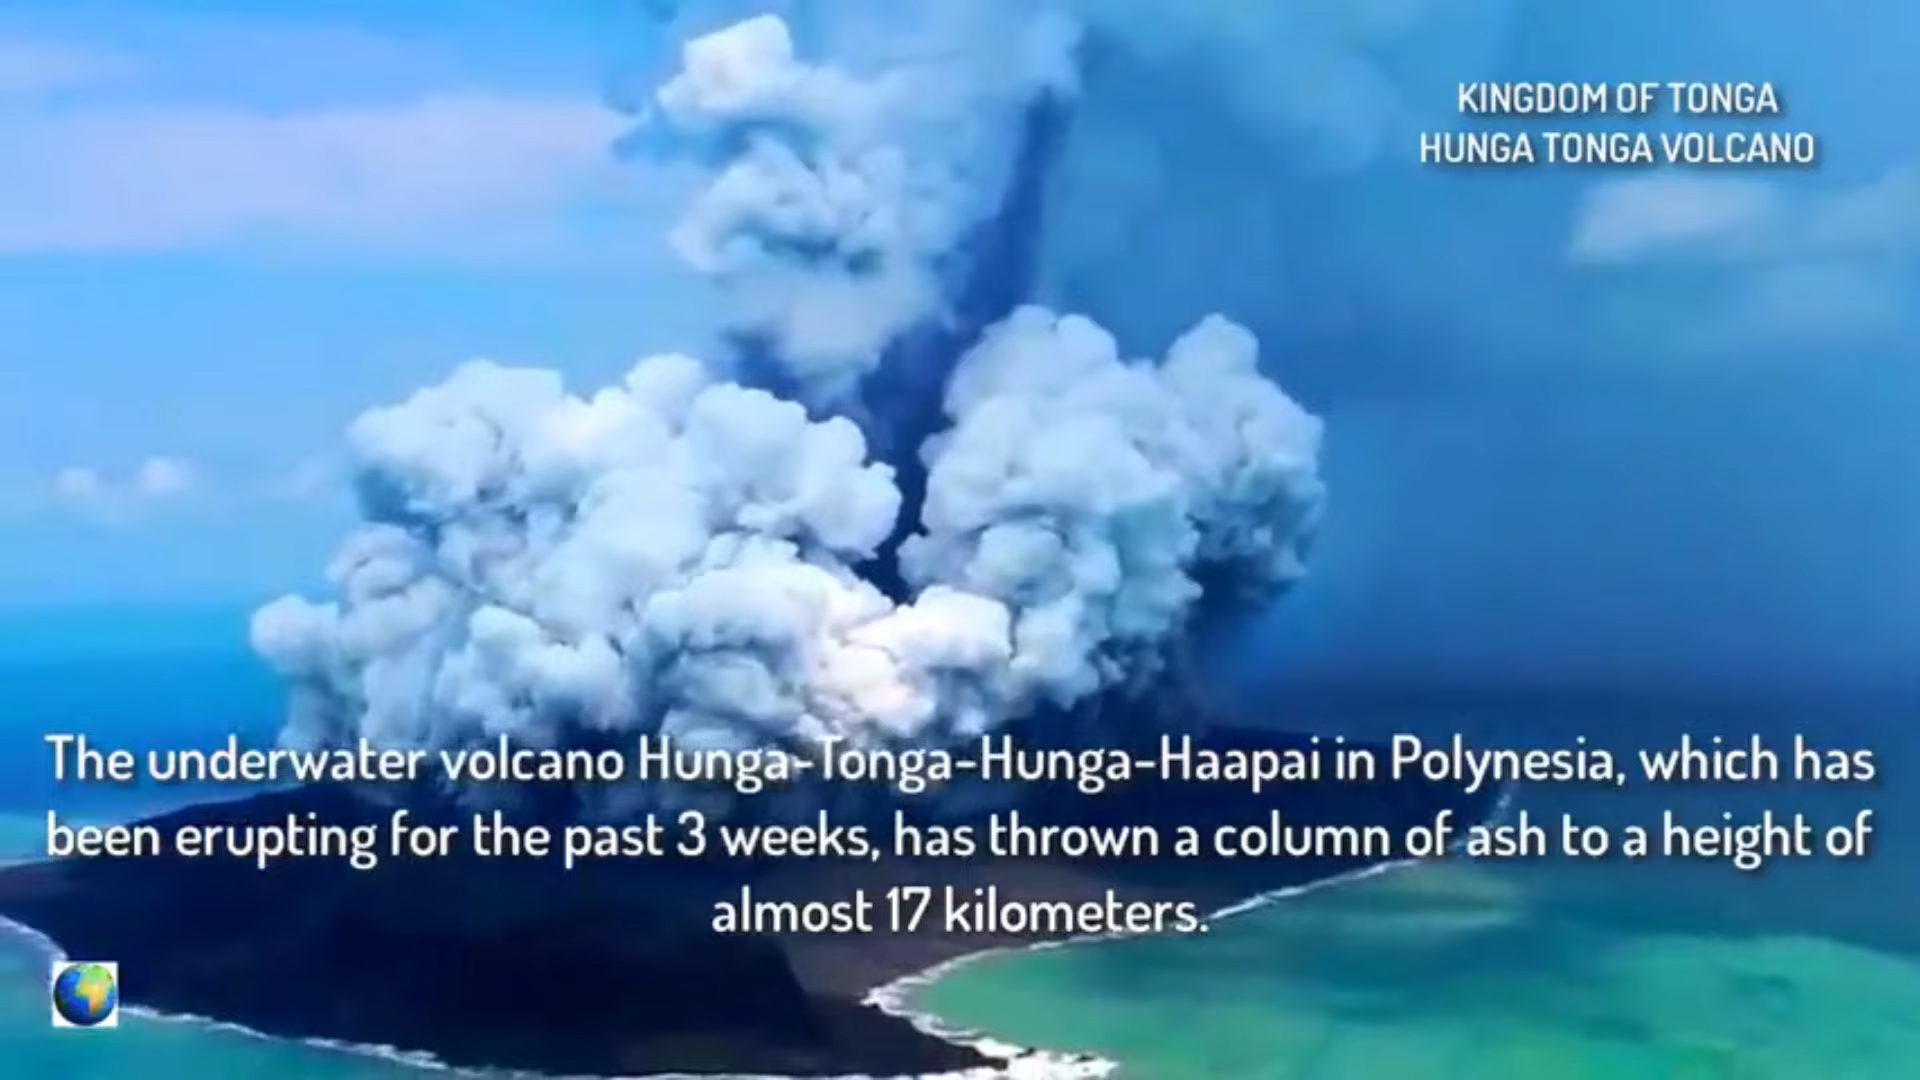 KINGDOM OF TONGA
HUNGA TONGA VOLCANO
The underwater volcano Hunga-Tonga-Hunga-Haapai in Polynesia, which has
been erupting for the past 3 weeks, has thrown a column of ash to a height of
almost 17 kilometers.